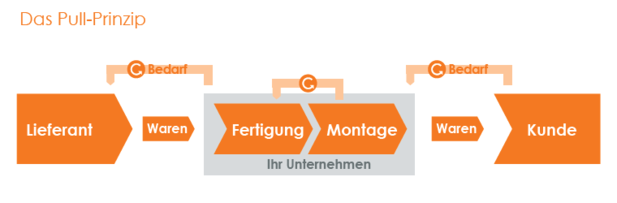 Das Pull-Prinzip
Bedarf
Bedarf
Lieferant
Waren
Fertigung
Montage
Waren
Kunde
Ihr Unternehmen